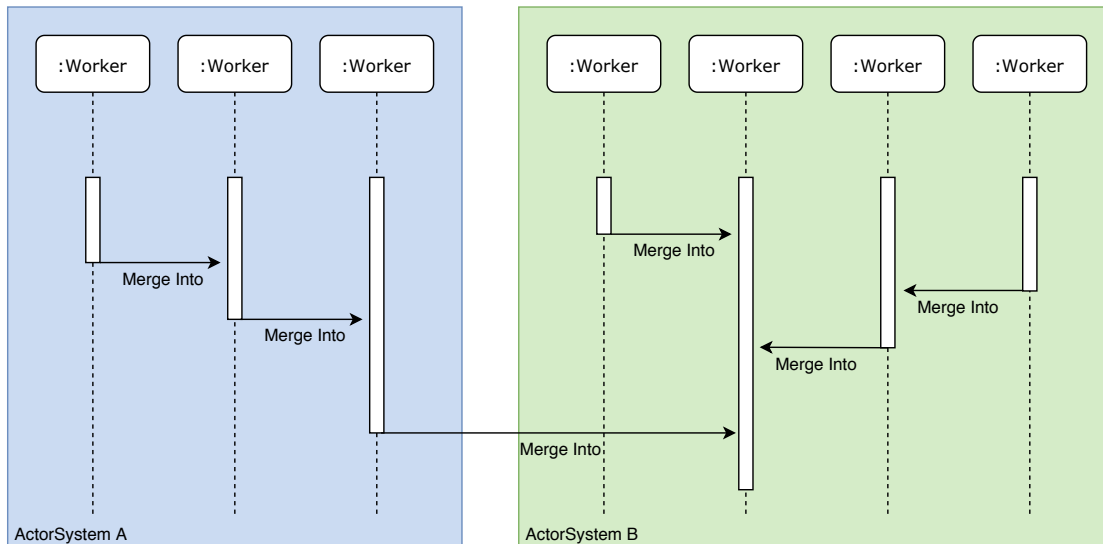 :Worker
:Worker
:Worker
:Worker
:Worker
:Worker
:Worker
Merge Into
Merge Into
Merge Into
Merge Into
Merge Into
Merge Into
ActorSystem A
ActorSystem B